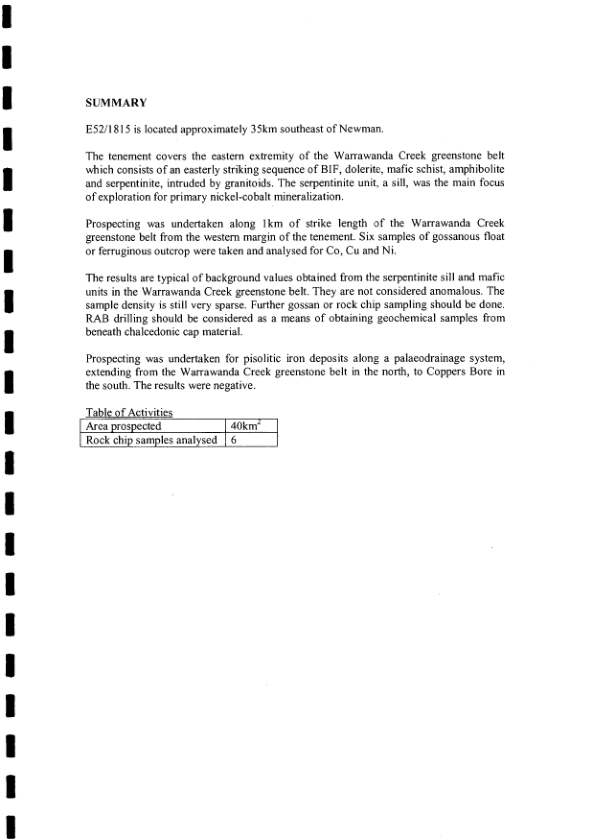 SUMMARY
E52/1815 is located approximately 35km southeast of Newman.
The tenement covers the eastern extremity of the Warrawanda Creek greenstone belt
which consists of an easterly striking sequence of BIF, dolerite, mafic schist, amphibolite
and serpentinite, intruded by granitoids. The serpentinite unit, a sill, was the main focus
of exploration for primary nickel-cobalt mineralization.
Prospecting was undertaken along 1km of strike length of the Warrawanda Creek
greenstone belt from the western margin of the tenement. Six samples of gossanous float
or ferruginous outcrop were taken and analysed for Co, Cu and Ni.
The results are typical of background values obtained from the serpentinite sill and mafic
units in the Warrawanda Creek greenstone belt. They are not considered anomalous. The
sample density is still very sparse. Further gossan or rock chip sampling should be done.
RAB drilling should be considered as a means of obtaining geochemical samples from
beneath chalcedonic cap material.
Prospecting was undertaken for pisolitic iron deposits along a palaeodrainage system,
extending from the Warrawanda Creek greenstone belt in the north, to Coppers Bore in
the south. The results were negative.
Table of Activities
Area prospected 40km²
Rock chip samples analysed 6